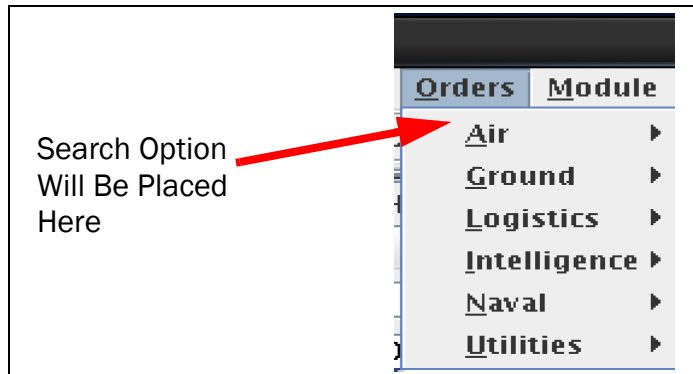 Orders Module
Search Option
Will Be Placed
Here
Air
Ground
Logistics
Intelligence
Naval
Utilities